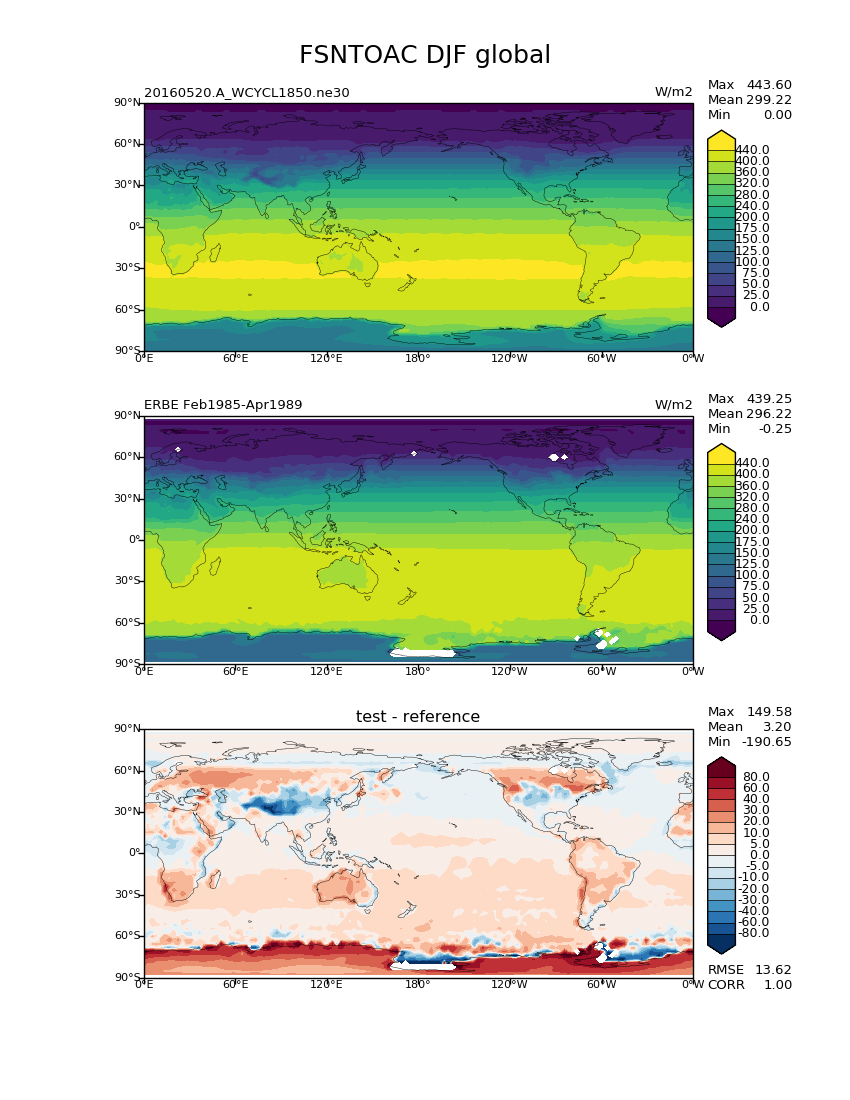 FSNTOAC DJF global
20160520.A_WCYCL1850.ne30 W/m2
Max 443.60
Mean 299.22
Min 0.00
90°N
60°N
30°N
0°
30°S
60°S
90°S
0°E 60°E 120°E 180° 120°W 60°W 0°W
440.0
400.0
360.0
320.0
280.0
240.0
200.0
175.0
150.0
125.0
100.0
75.0
50.0
25.0
0.0
ERBE Feb1985-Apr1989 W/m2
Max 439.25
Mean 296.22
Min -0.25
90°N
60°N
30°N
0°
30°S
60°S
90°S
0°E 60°E 120°E 180° 120°W 60°W 0°W
440.0
400.0
360.0
320.0
280.0
240.0
200.0
175.0
150.0
125.0
100.0
75.0
50.0
25.0
0.0
test - reference
Max 149.58
Mean 3.20
Min -190.65
90°N
60°N
30°N
0°
30°S
60°S
90°S
0°E 60°E 120°E 180° 120°W 60°W 0°W
80.0
60.0
40.0
30.0
20.0
10.0
5.0
0.0
-5.0
-10.0
-20.0
-30.0
-40.0
-60.0
-80.0
RMSE 13.62
CORR 1.00